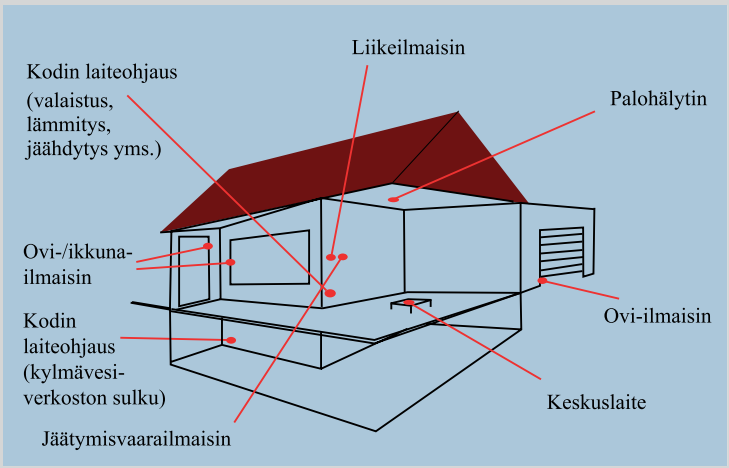 Liikeilmaisin
Kodin laiteohjaus
(valaistus,
lämmitys,
jäähdytys yms.)
Palohälytin
Ovi-/ikkuna-
ilmaisin
Kodin
laiteohjaus
(kylmävesi-
verkoston sulku)
Ovi-ilmaisin
Keskuslaite
Jäätymisvaarailmaisin